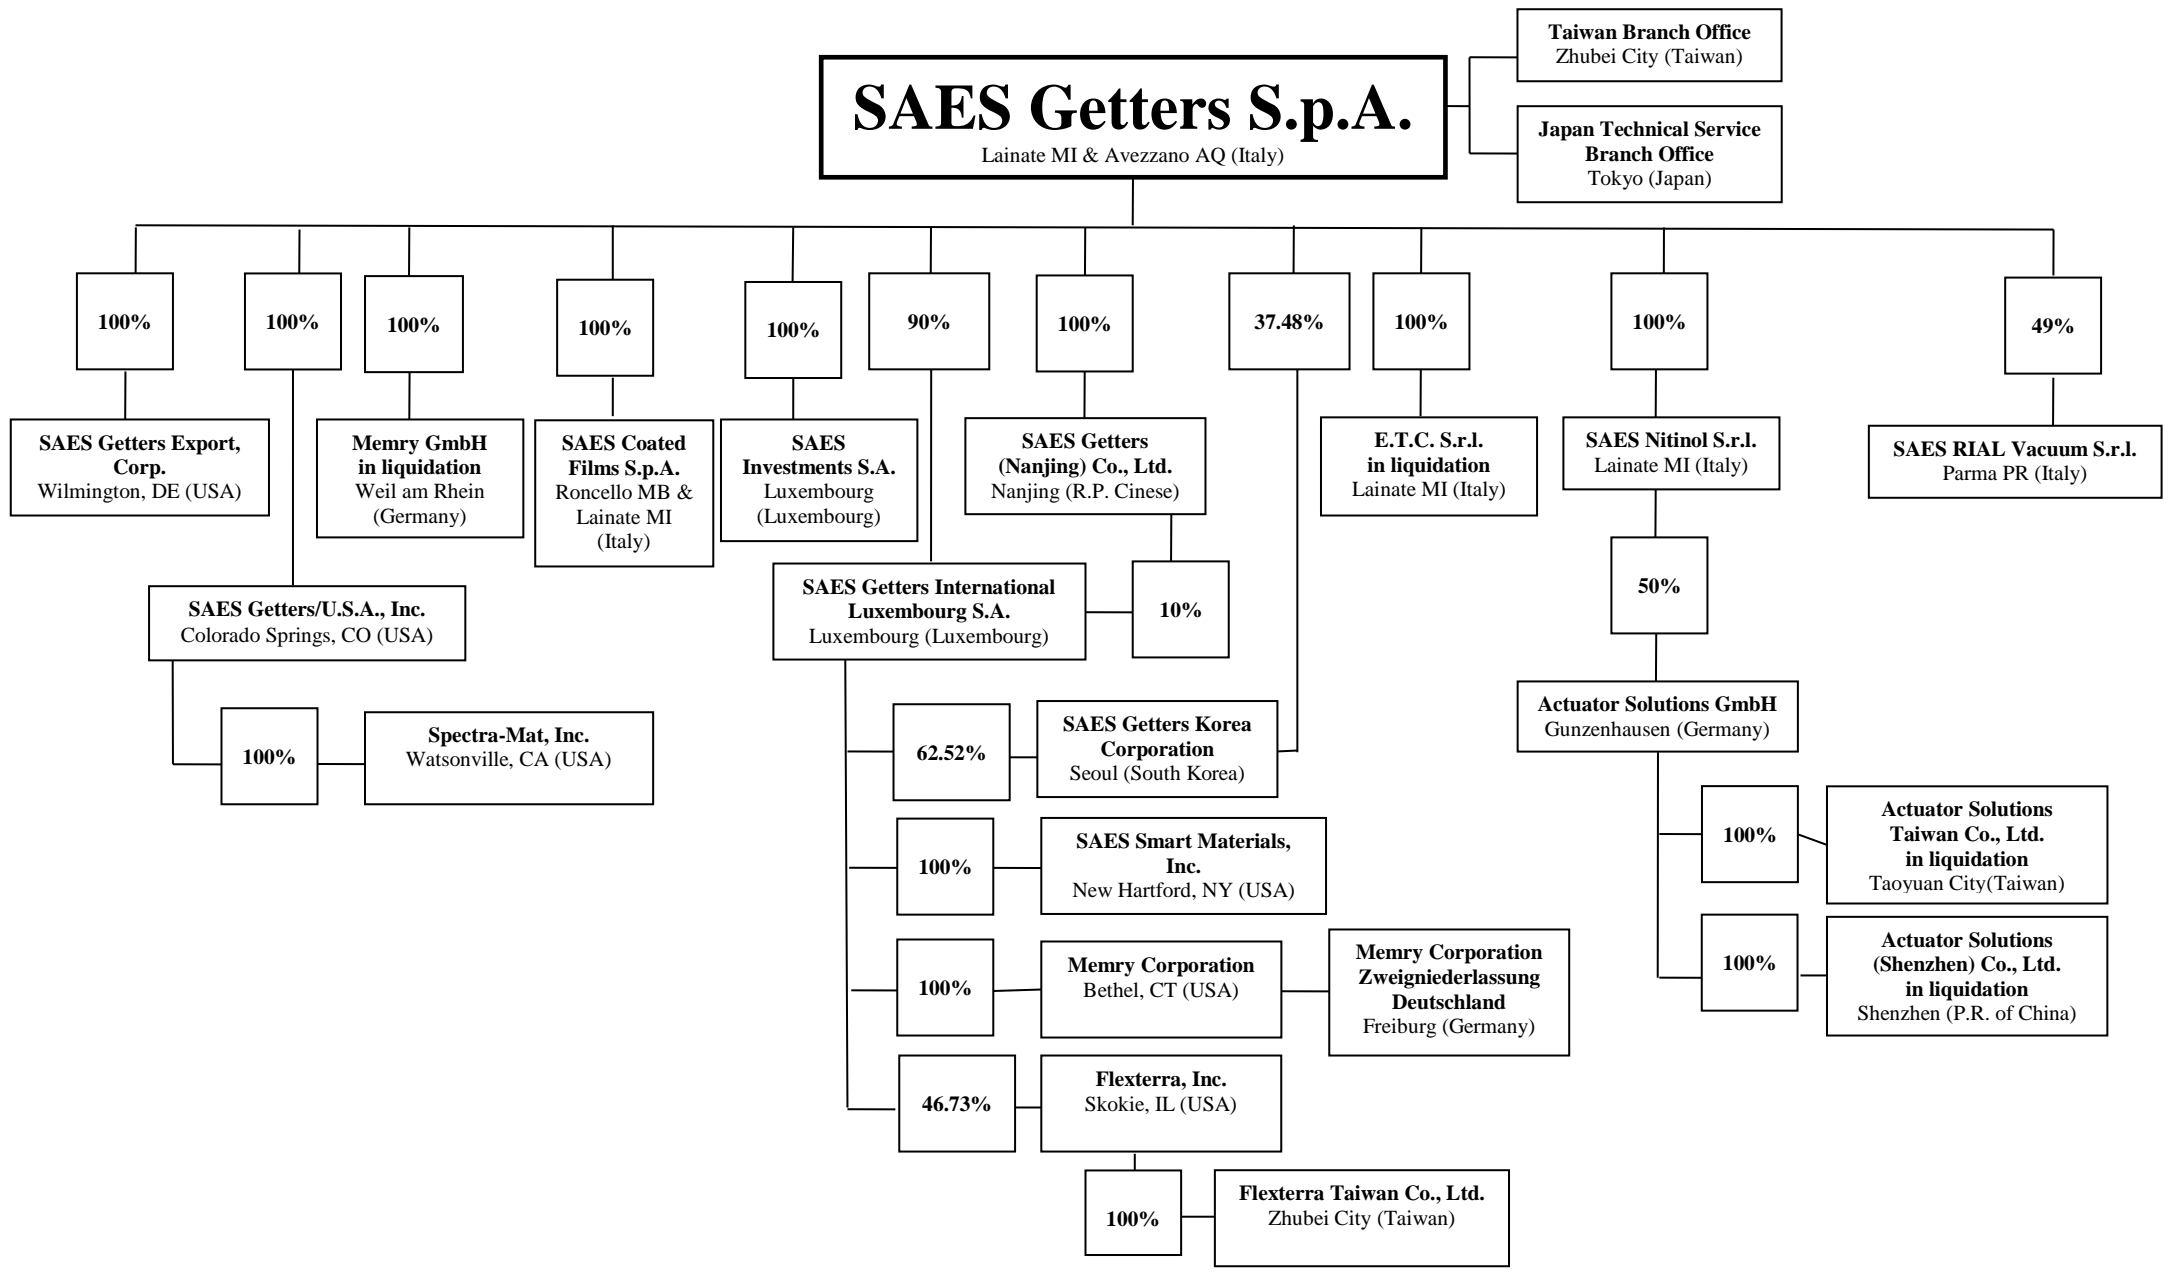 Taiwan Branch Office
Zhubei City (Taiwan)
SAES Getters S.p.A.
Lainate MI & Avezzano AQ (Italy)
Japan Technical Service
Branch Office
Tokyo (Japan)
100%
100%
100%
100%
100%
90%
100%
37.48%
100%
100%
49%
SAES Getters Export,
Corp.
Wilmington, DE (USA)
Memry GmbH
in liquidation
Weil am Rhein
(Germany)
SAES Coated
Films S.p.A.
Roncello MB &
Lainate MI
(Italy)
SAES
Investments S.A.
Luxembourg
(Luxembourg)
SAES Getters
(Nanjing) Co., Ltd.
Nanjing (R.P. Cinese)
E.T.C. S.r.l.
in liquidation
Lainate MI (Italy)
SAES Nitinol S.r.l.
Lainate MI (Italy)
SAES RIAL Vacuum S.r.l.
Parma PR (Italy)
SAES Getters/U.S.A., Inc.
Colorado Springs, CO (USA)
SAES Getters International
Luxembourg S.A.
Luxembourg (Luxembourg)
10%
50%
100%
Spectra-Mat, Inc.
Watsonville, CA (USA)
62.52%
SAES Getters Korea
Corporation
Seoul (South Korea)
Actuator Solutions GmbH
Gunzenhausen (Germany)
100%
SAES Smart Materials,
Inc.
New Hartford, NY (USA)
100%
Actuator Solutions
Taiwan Co., Ltd.
in liquidation
Taoyuan City(Taiwan)
100%
Memry Corporation
Bethel, CT (USA)
Memry Corporation
Zweigniederlassung
Deutschland
Freiburg (Germany)
100%
Actuator Solutions
(Shenzhen) Co., Ltd.
in liquidation
Shenzhen (P.R. of China)
46.73%
Flexterra, Inc.
Skokie, IL (USA)
100%
Flexterra Taiwan Co., Ltd.
Zhubei City (Taiwan)